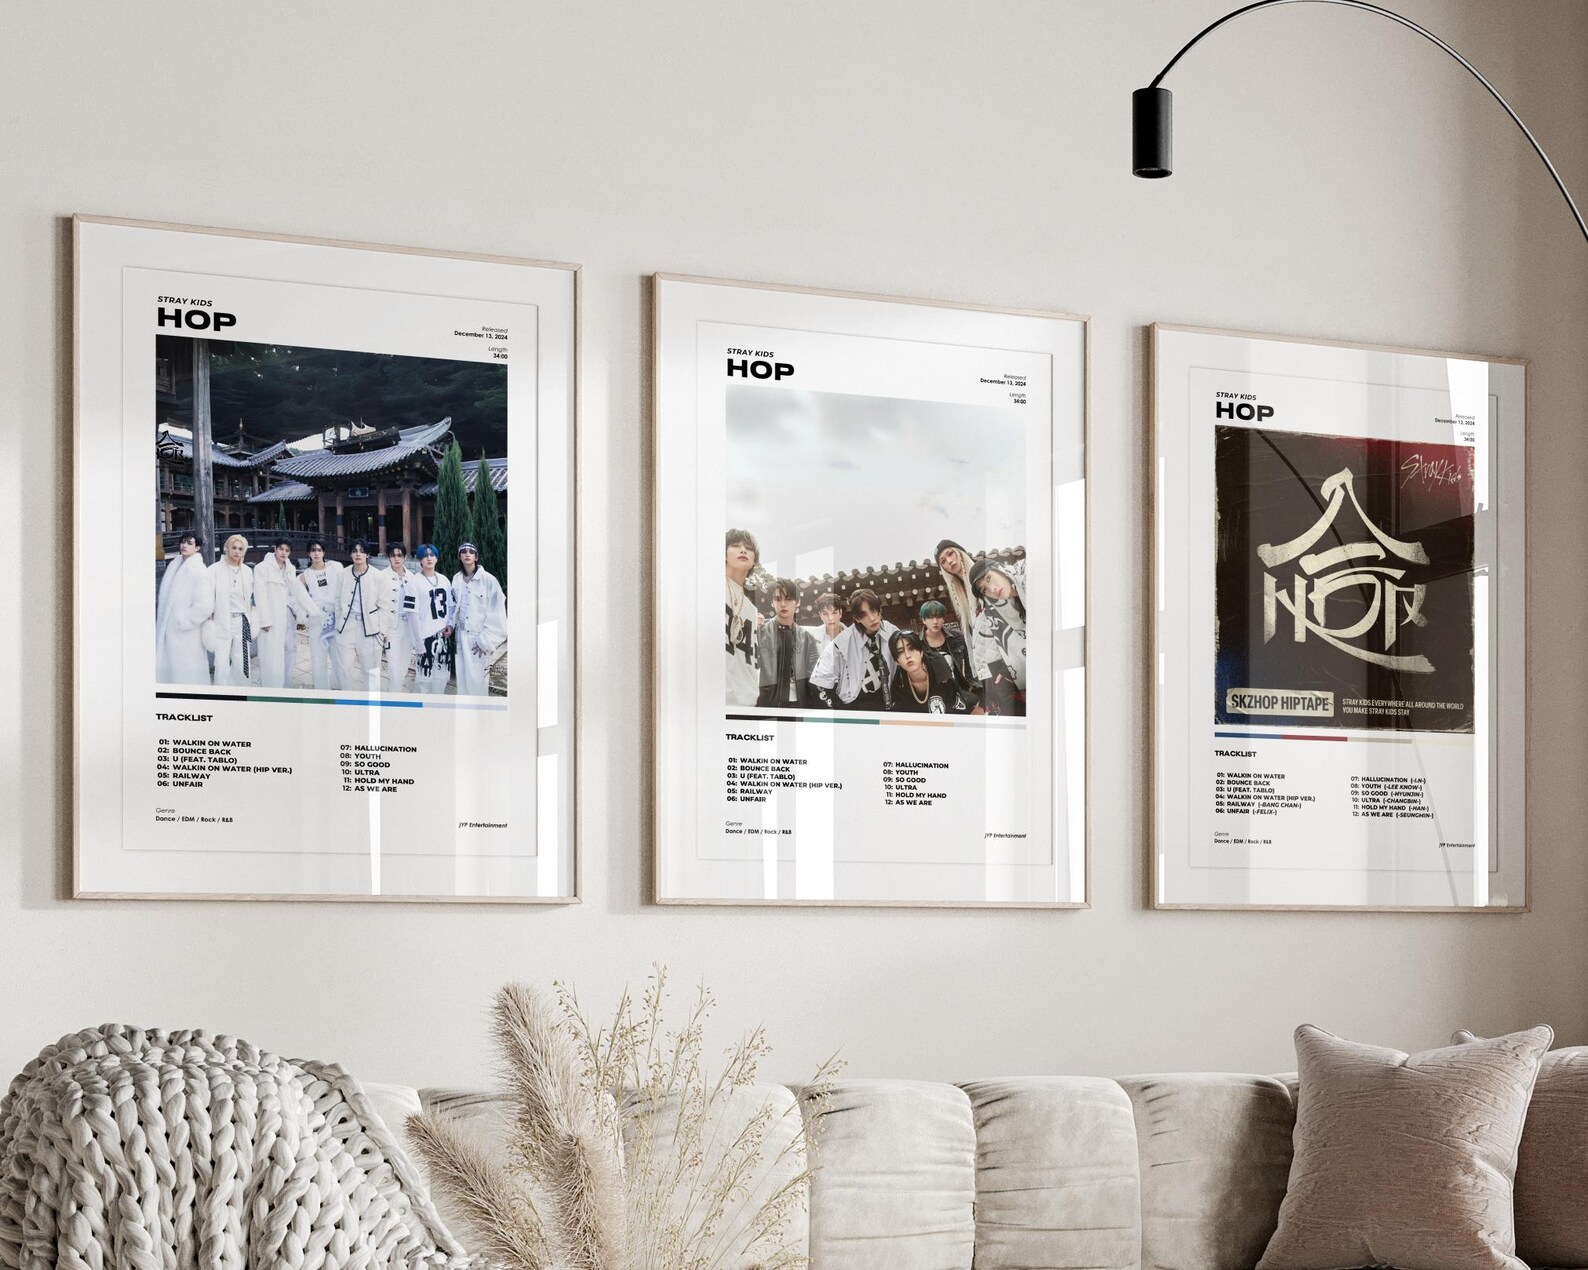 STRAY KIDS
HOP
Released
December 13, 2024
Length
34:00
合
HOP
13
TRACKLIST
01: WALKIN ON WATER
02: BOUNCE BACK
03: U (FEAT. TABLO)
04: WALKIN ON WATER (HIP VER.)
05: RAILWAY
06: UNFAIR
07: HALLUCINATION
08: YOUTH
09: SO GOOD
10: ULTRA
11: HOLD MY HAND
12: AS WE ARE
Genre
Dance / EDM / Rock / R&B
JYP Entertainment
STRAY KIDS
HOP
Released
December 13, 2024
Length
34:00
TRACKLIST
01: WALKIN ON WATER
02: BOUNCE BACK
03: U (FEAT. TABLO)
04: WALKIN ON WATER (HIP VER.)
05: RAILWAY
06: UNFAIR
07: HALLUCINATION
08: YOUTH
09: SO GOOD
10: ULTRA
11: HOLD MY HAND
12: AS WE ARE
Genre
Dance / EDM / Rock / R&B
JYP Entertainment
STRAY KIDS
HOP
Released
December 13, 2024
Length
34:00
Stray Kids
合
HOP
SKZHOP HIPTAPE
STRAY KIDS EVERYWHERE ALL AROUND THE WORLD
YOU MAKE STRAY KIDS STAY
TRACKLIST
01: WALKIN ON WATER
02: BOUNCE BACK
03: U (FEAT. TABLO)
04: WALKIN ON WATER (HIP VER.)
05: RAILWAY (-BANG CHAN-)
06: UNFAIR (-FELIX-)
07: HALLUCINATION (-I.N-)
08: YOUTH (-LEE KNOW-)
09: SO GOOD (-HYUNJIN-)
10: ULTRA (-CHANGBIN-)
11: HOLD MY HAND (-HAN-)
12: AS WE ARE (-SEUNGMIN-)
Genre
Dance / EDM / Rock / R&B
JYP Entertainment